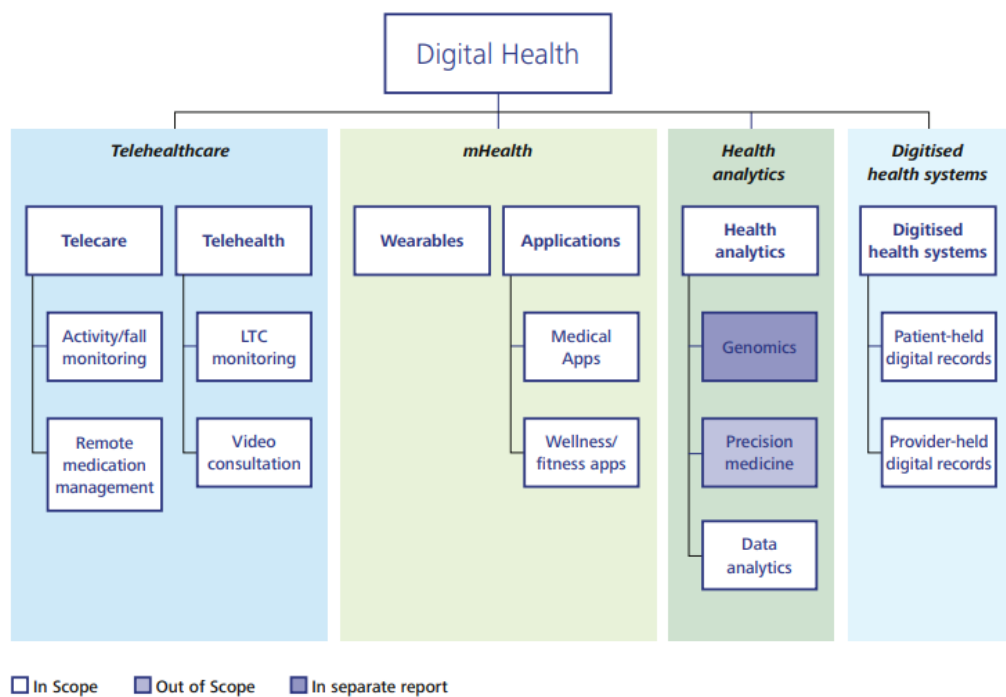 Digital Health
Telehealthcare
mHealth
Health
analytics
Digitised
health systems
Telecare
Telehealth
Wearables
Applications
Health
analytics
Digitised
health systems
Activity/fall
monitoring
LTC
monitoring
Medical
Apps
Genomics
Patient-held
digital records
Remote
medication
management
Video
consultation
Wellness/
fitness apps
Precision
medicine
Provider-held
digital records
Data
analytics
In Scope
Out of Scope
In separate report